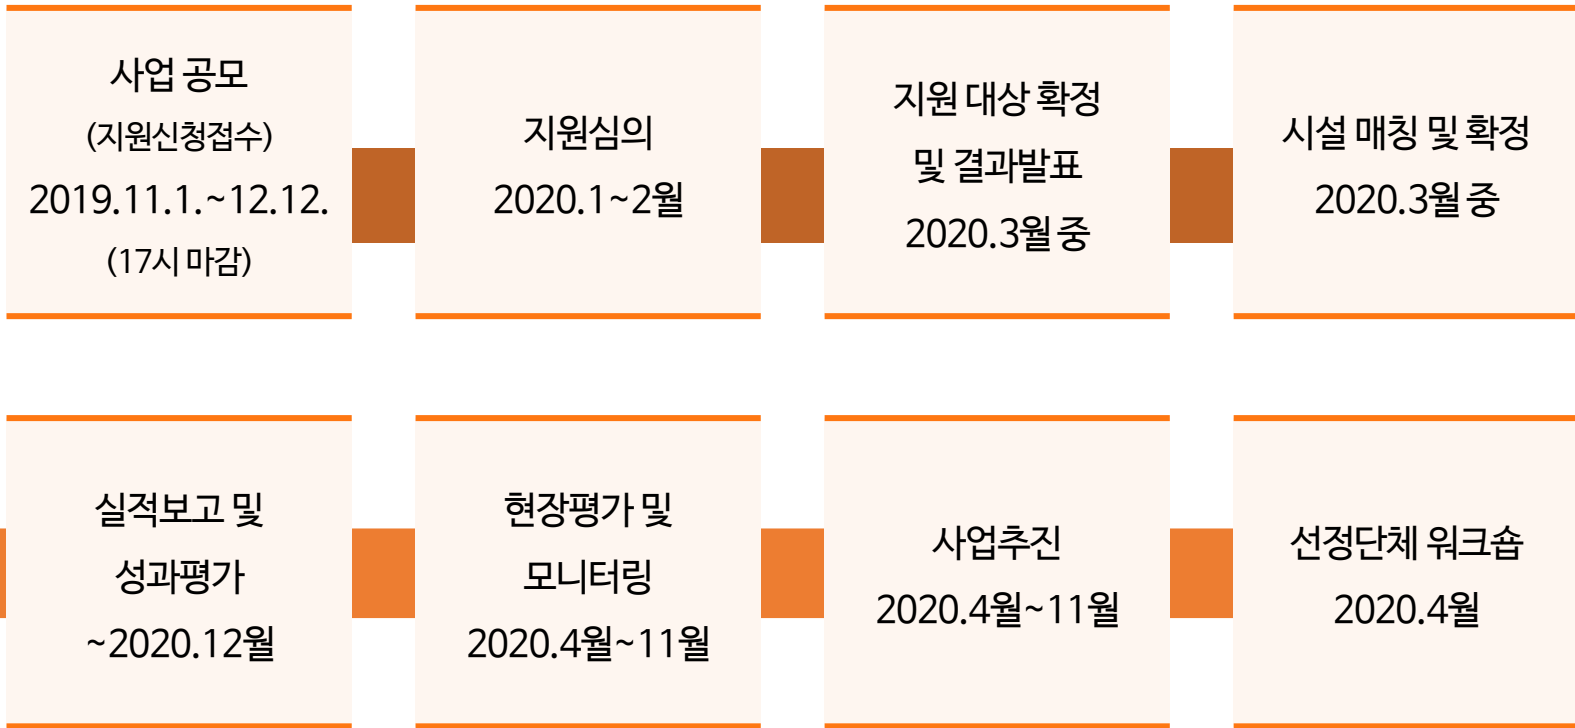 사업 공모
(지원신청접수)
2019.11.1.~12.12.
(17시 마감)
지원심의
2020.1~2월
지원 대상 확정
및 결과발표
2020.3월 중
시설 매칭 및 확정
2020.3월 중
실적보고 및
성과평가
~2020.12월
현장평가 및
모니터링
2020.4월~11월
사업추진
2020.4월~11월
선정단체 워크숍
2020.4월